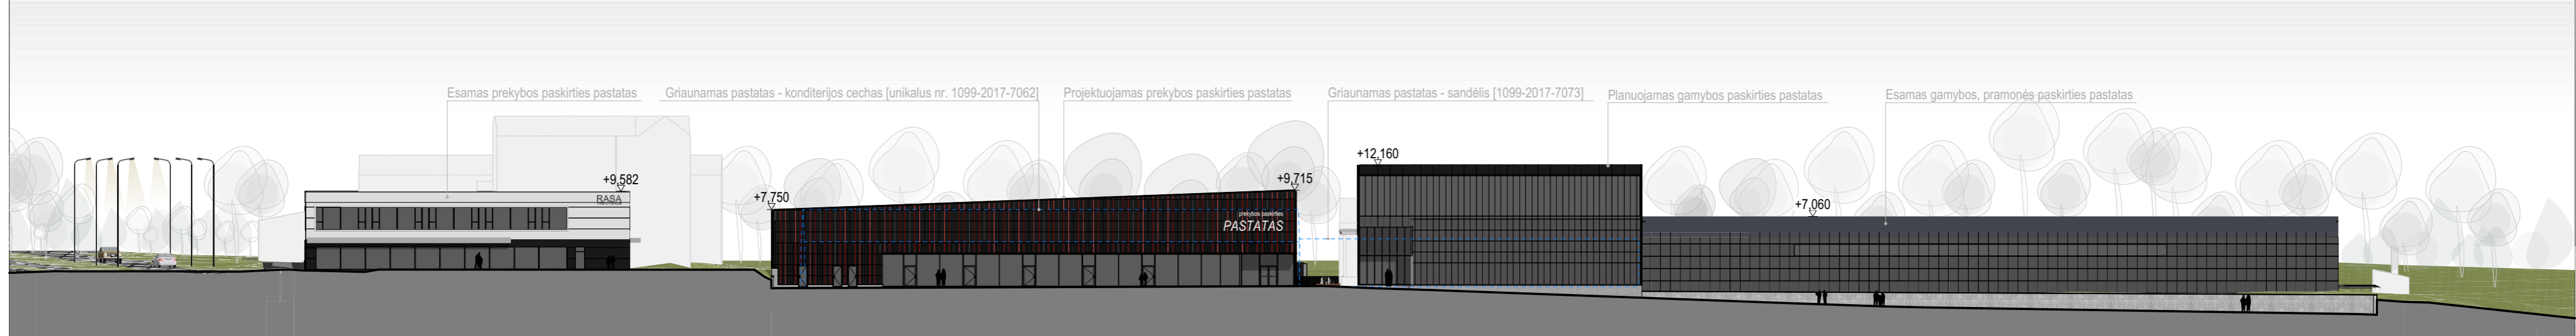 Esamas prekybos paskirties pastatas
Griaunamas pastatas - konditerijos cechas [unikalus nr. 1099-2017-7062]
Projektuojamas prekybos paskirties pastatas
Griaunamas pastatas - sandėlis [1099-2017-7073]
Planuojamas gamybos paskirties pastatas
Esamas gamybos, pramonės paskirties pastatas
+9,582
RASA
+7,750
+9,715
prekybos paskirties
PASTATAS
+12,160
+7,060